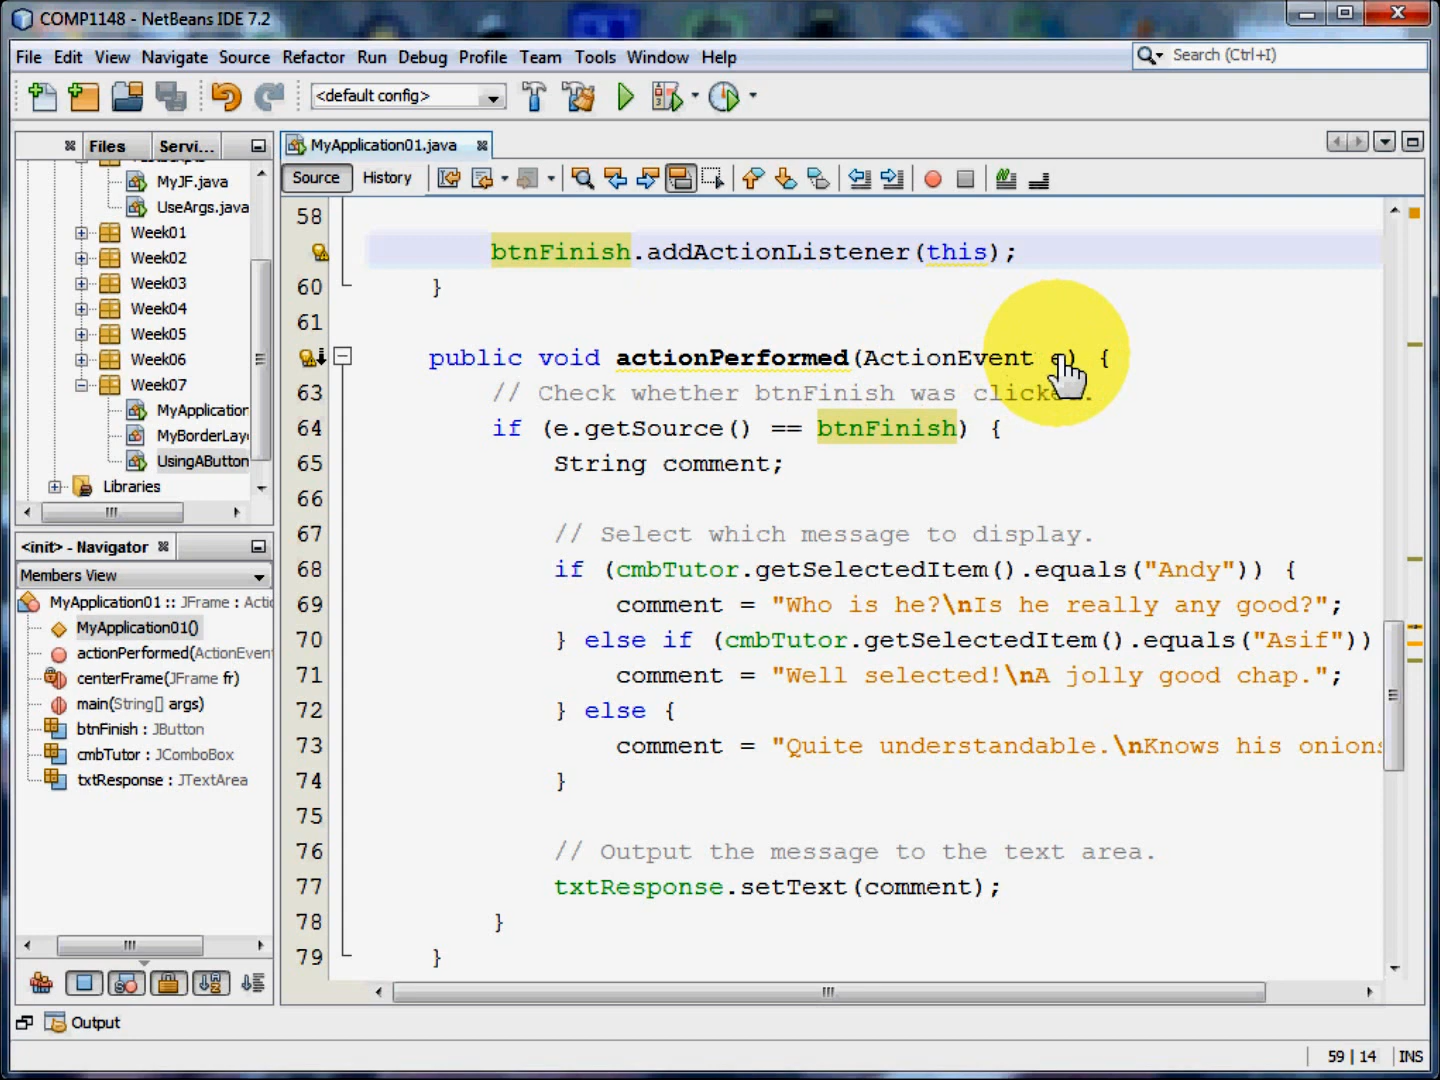 COMP1148 - NetBeans IDE 7.2
File Edit View Navigate Source Refactor Run Debug Profile Team Tools Window Help
Search (Ctrl+I)
<default config>
Files Servi...
MyApplication01.java
MyJF.java
UseArgs.java
Week01
Week02
Week03
Week04
Week05
Week06
Week07
MyApplication
MyBorderLay
UsingAButton
Libraries
<init> - Navigator
Members View
MyApplication01 :: JFrame : Actio
MyApplication01()
actionPerformed(ActionEven
centerFrame(JFrame fr)
main(String[] args)
btnFinish : JButton
cmbTutor : JComboBox
txtResponse : JTextArea
Source History
58
btnFinish.addActionListener(this);
60 }
61
public void actionPerformed(ActionEvent e) {
63 // Check whether btnFinish was clicked.
64 if (e.getSource() == btnFinish) {
65 String comment;
66
67 // Select which message to display.
68 if (cmbTutor.getSelectedItem().equals("Andy")) {
69 comment = "Who is he?\nIs he really any good?";
70 } else if (cmbTutor.getSelectedItem().equals("Asif"))
71 comment = "Well selected!\nA jolly good chap.";
72 } else {
73 comment = "Quite understandable.\nKnows his onions
74 }
75
76 // Output the message to the text area.
77 txtResponse.setText(comment);
78 }
79 }
Output
59 | 14 INS